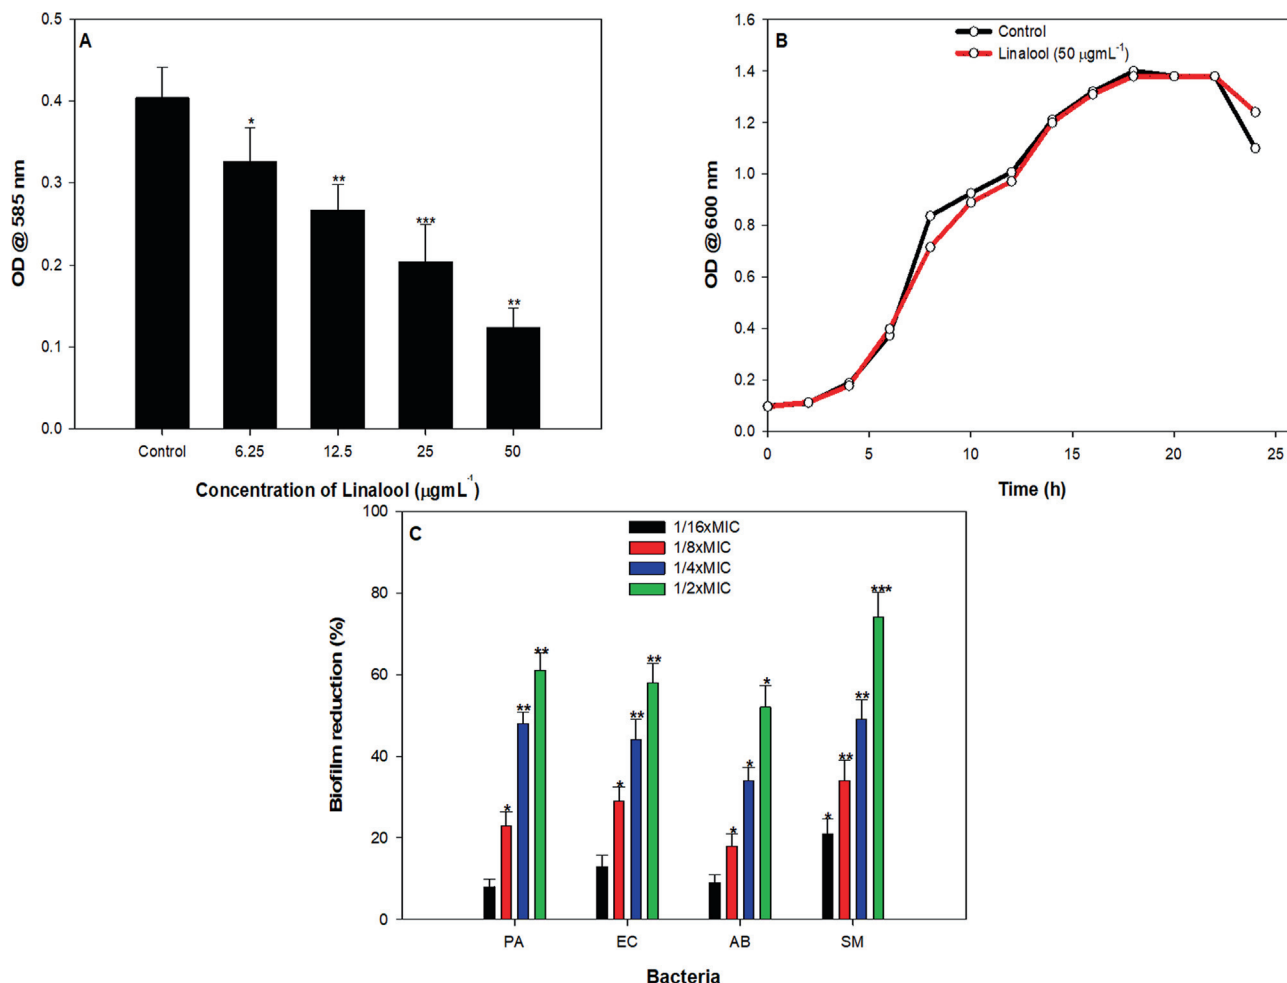 A
OD @ 585 nm
0.5
0.4
0.3
0.2
0.1
0.0
*
**
***
**
Control 6.25 12.5 25 50
Concentration of Linalool (µgmL⁻¹)
B
Control
Linalool (50 µgmL⁻¹)
OD @ 600 nm
1.6
1.4
1.2
1.0
0.8
0.6
0.4
0.2
0.0
0 5 10 15 20 25
Time (h)
C
1/16xMIC
1/8xMIC
1/4xMIC
1/2xMIC
Biofilm reduction (%)
100
80
60
40
20
0
* ** **
* ** **
* * *
* ** ** ***
PA EC AB SM
Bacteria